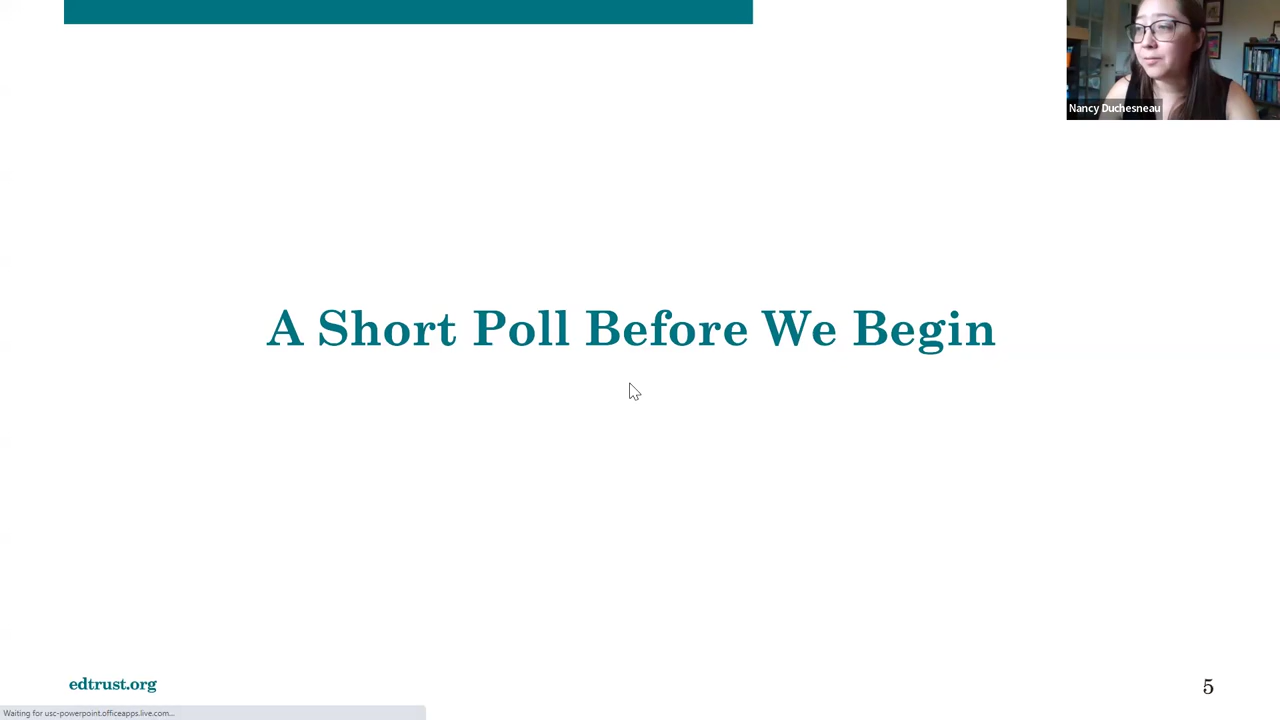 Nancy Duchesneau
A Short Poll Before We Begin
edtrust.org
5
Waiting for usc-powerpoint.officeapps.live.com...